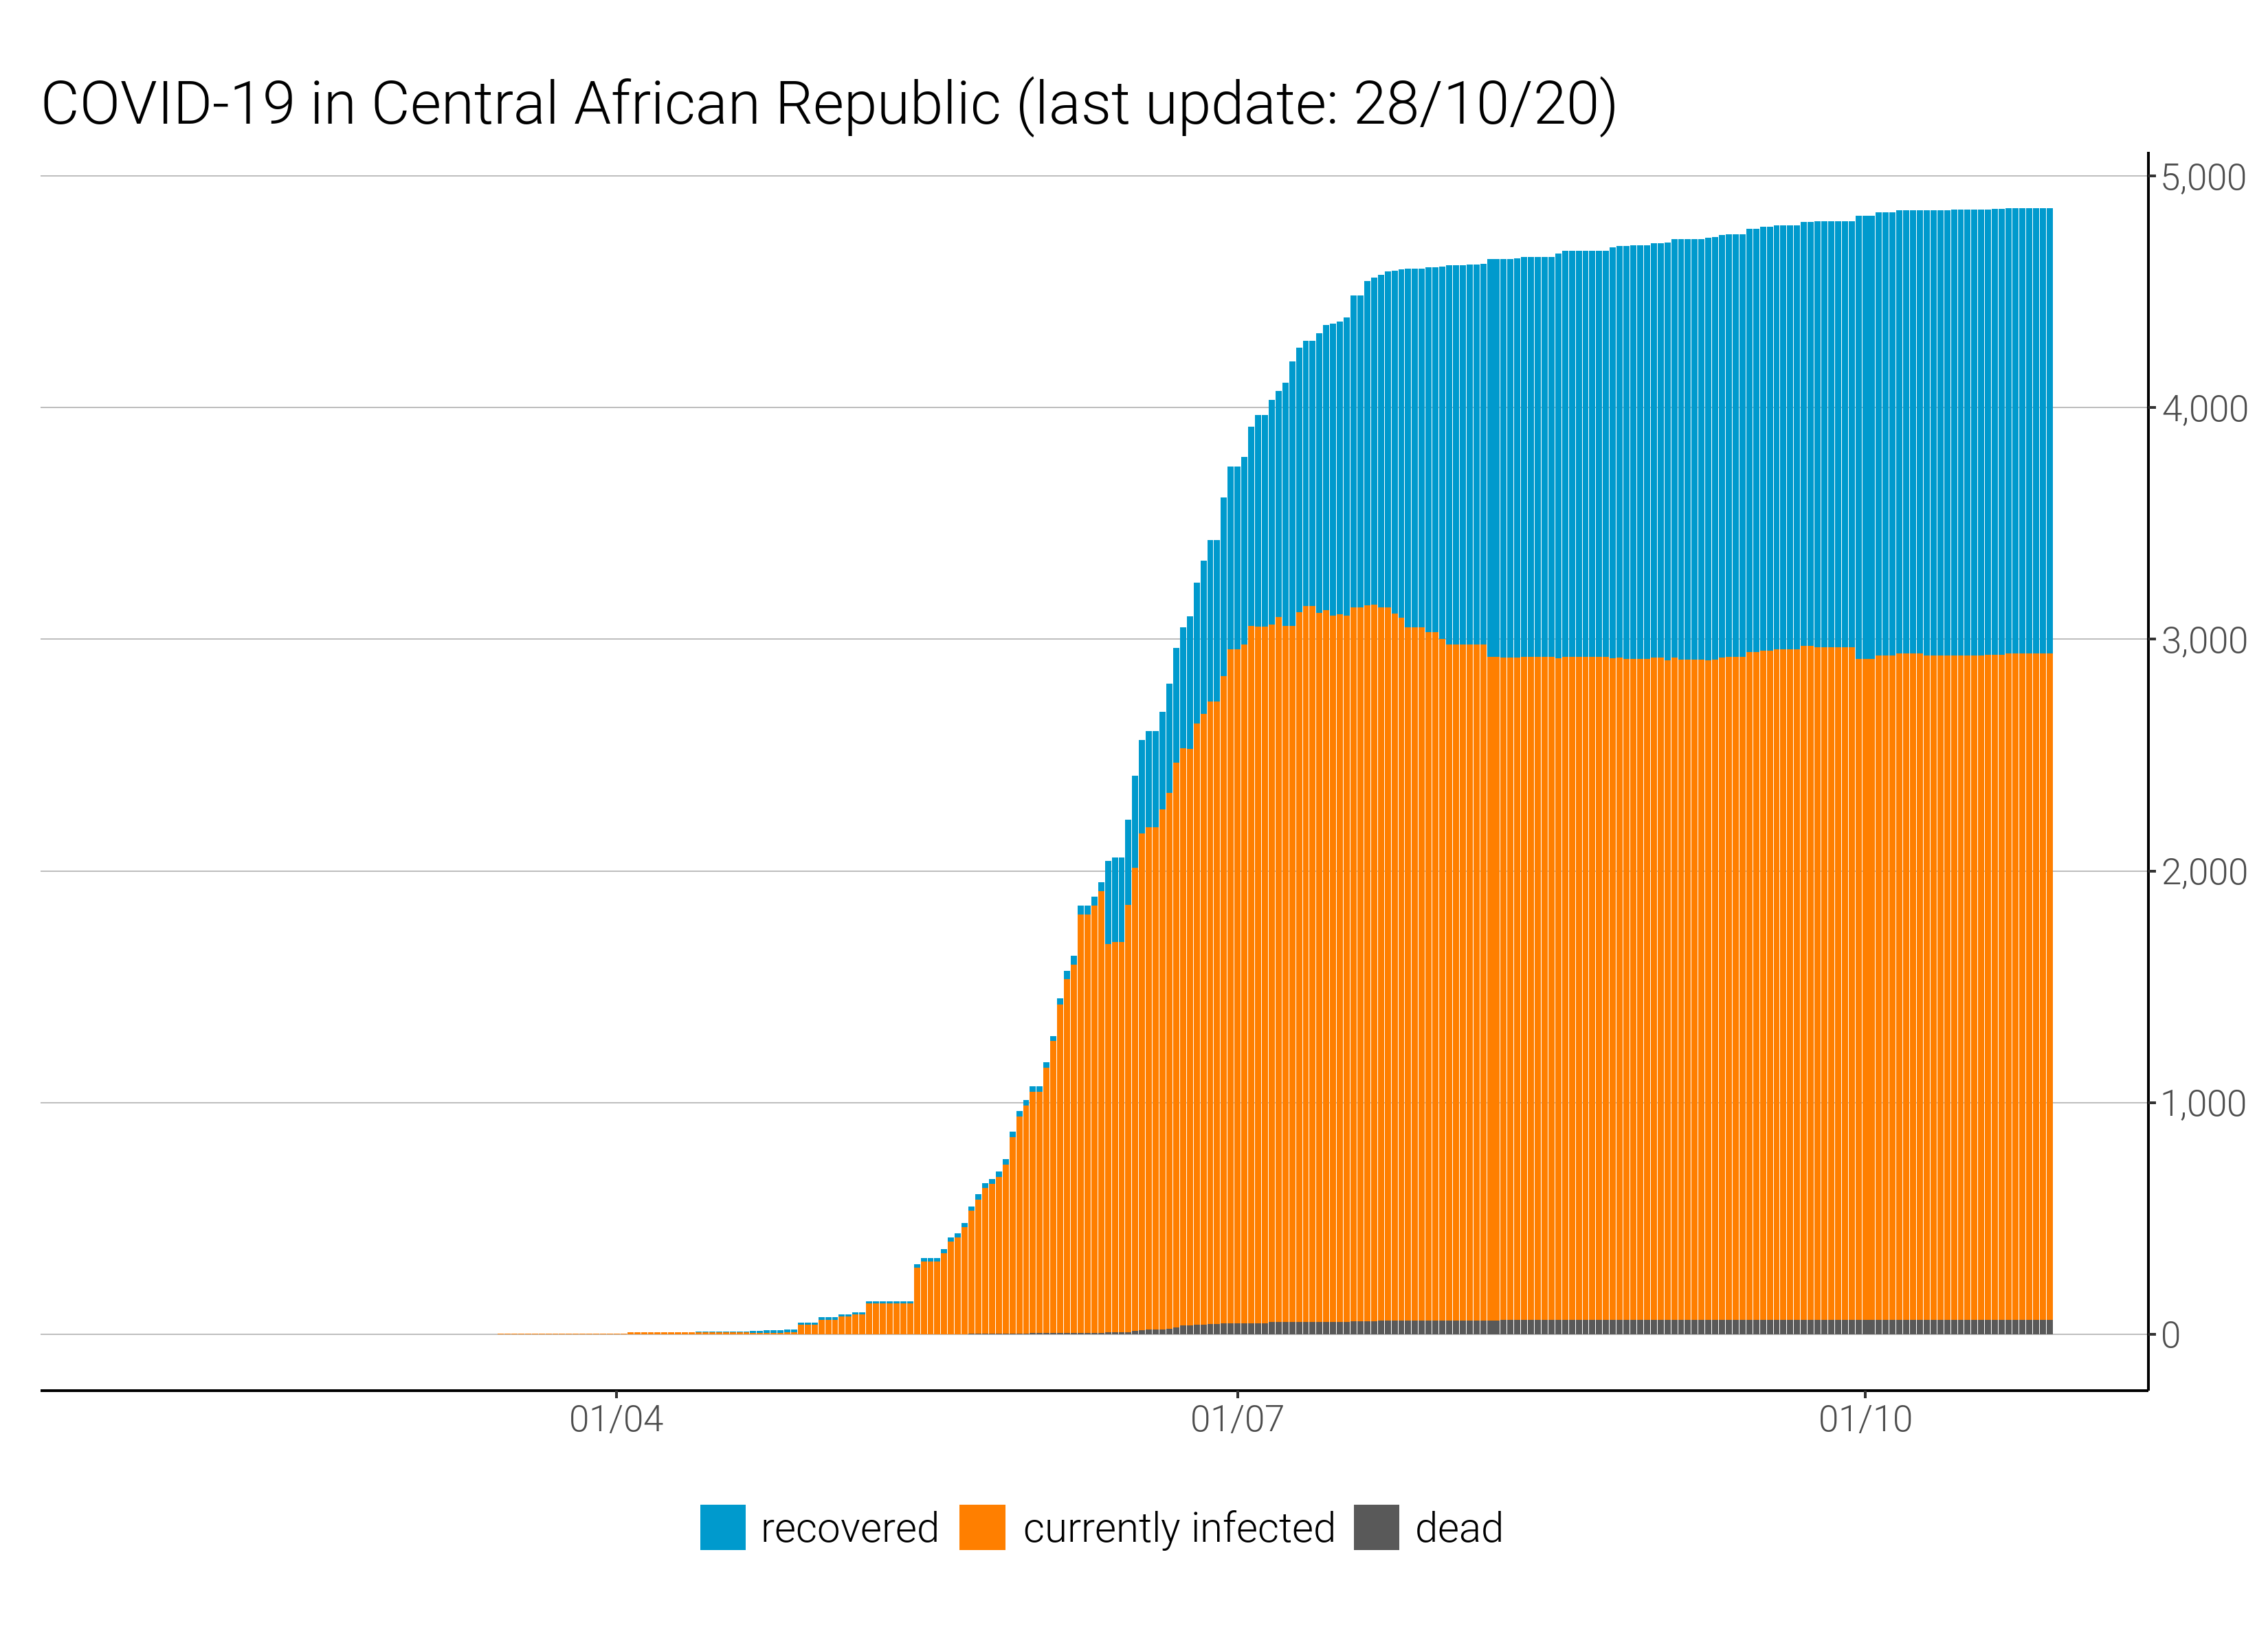 COVID-19 in Central African Republic (last update: 28/10/20)
5,000
4,000
3,000
2,000
1,000
0
01/04 01/07 01/10
recovered currently infected dead